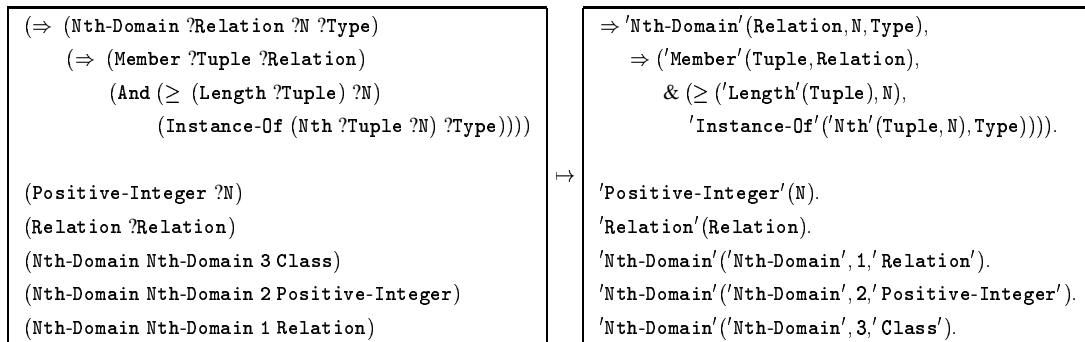 (⇒ (Nth-Domain ?Relation ?N ?Type)
(⇒ (Member ?Tuple ?Relation)
(And (≥ (Length ?Tuple) ?N)
(Instance-Of (Nth ?Tuple ?N) ?Type))))
(Positive-Integer ?N)
(Relation ?Relation)
(Nth-Domain Nth-Domain 3 Class)
(Nth-Domain Nth-Domain 2 Positive-Integer)
(Nth-Domain Nth-Domain 1 Relation)
↦
⇒ 'Nth-Domain'(Relation, N, Type),
⇒ ('Member'(Tuple, Relation),
& (≥ ('Length'(Tuple), N),
'Instance-Of'('Nth'(Tuple, N), Type)))).
'Positive-Integer'(N).
'Relation'(Relation).
'Nth-Domain'('Nth-Domain', 1,' Relation').
'Nth-Domain'('Nth-Domain', 2,' Positive-Integer').
'Nth-Domain'('Nth-Domain', 3,' Class').